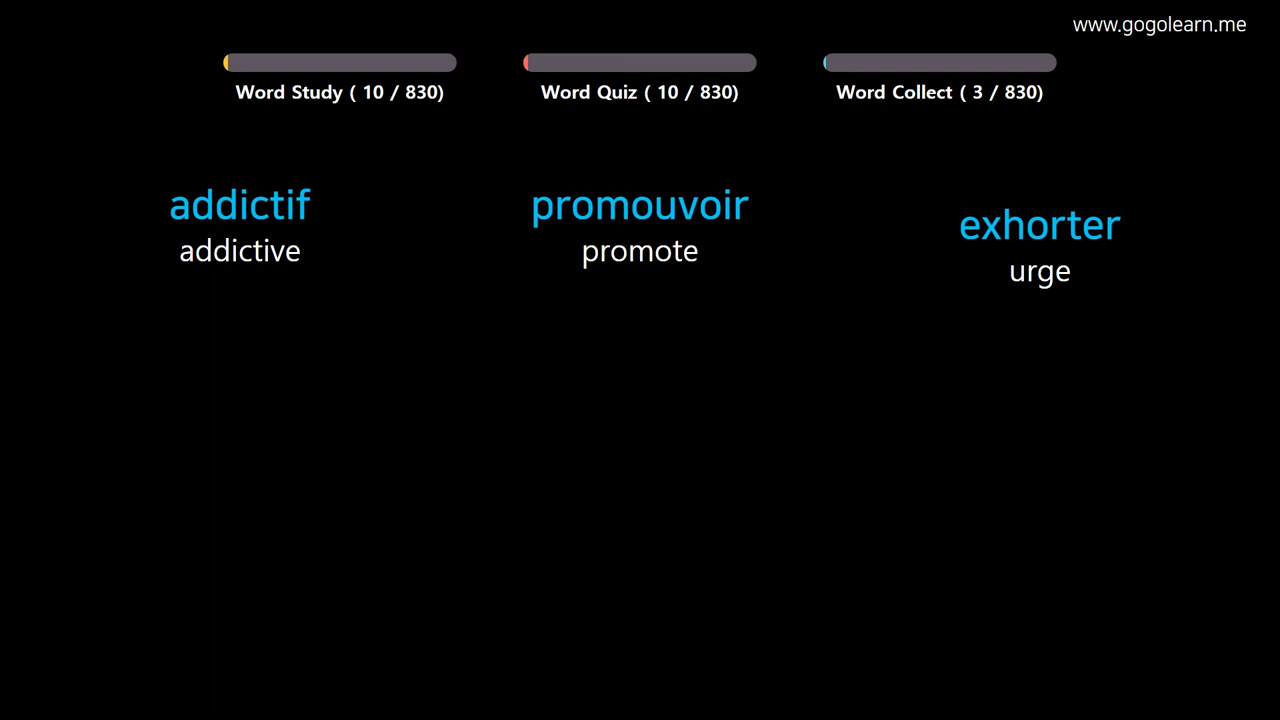 www.gogolearn.me
Word Study ( 10 / 830)
Word Quiz ( 10 / 830)
Word Collect ( 3 / 830)
addictif
addictive
promouvoir
promote
exhorter
urge